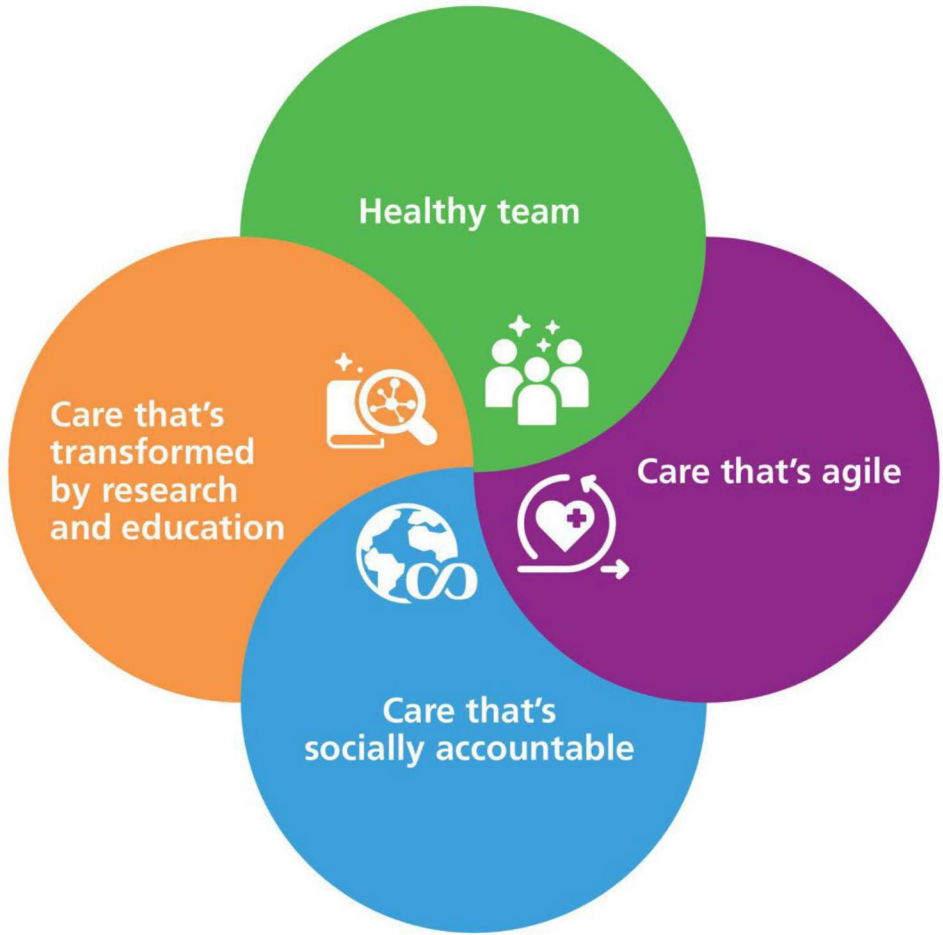 Healthy team
Care that's
transformed
by research
and education
Care that's agile
Care that's
socially accountable